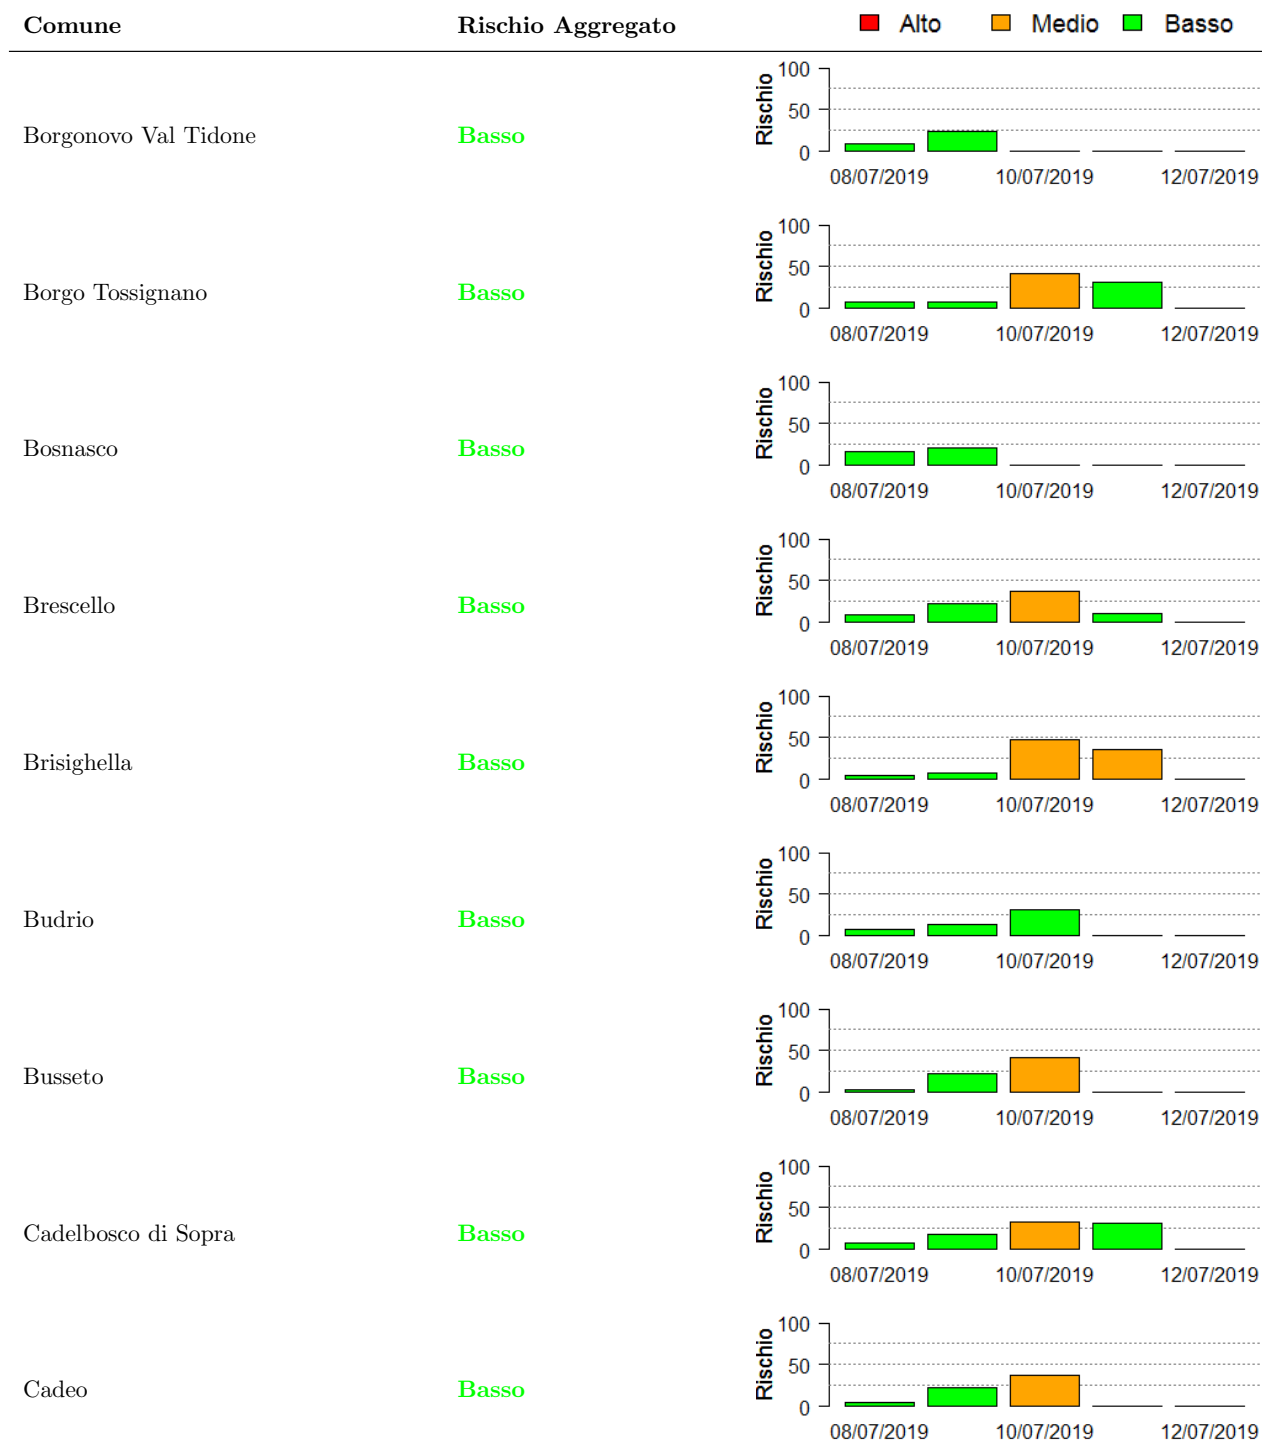 Comune Rischio Aggregato Alto Medio Basso
Borgonovo Val Tidone Basso Rischio 100 50 0
08/07/2019 10/07/2019 12/07/2019
Borgo Tossignano Basso Rischio 100 50 0
08/07/2019 10/07/2019 12/07/2019
Bosnasco Basso Rischio 100 50 0
08/07/2019 10/07/2019 12/07/2019
Brescello Basso Rischio 100 50 0
08/07/2019 10/07/2019 12/07/2019
Brisighella Basso Rischio 100 50 0
08/07/2019 10/07/2019 12/07/2019
Budrio Basso Rischio 100 50 0
08/07/2019 10/07/2019 12/07/2019
Busseto Basso Rischio 100 50 0
08/07/2019 10/07/2019 12/07/2019
Cadelbosco di Sopra Basso Rischio 100 50 0
08/07/2019 10/07/2019 12/07/2019
Cadeo Basso Rischio 100 50 0
08/07/2019 10/07/2019 12/07/2019